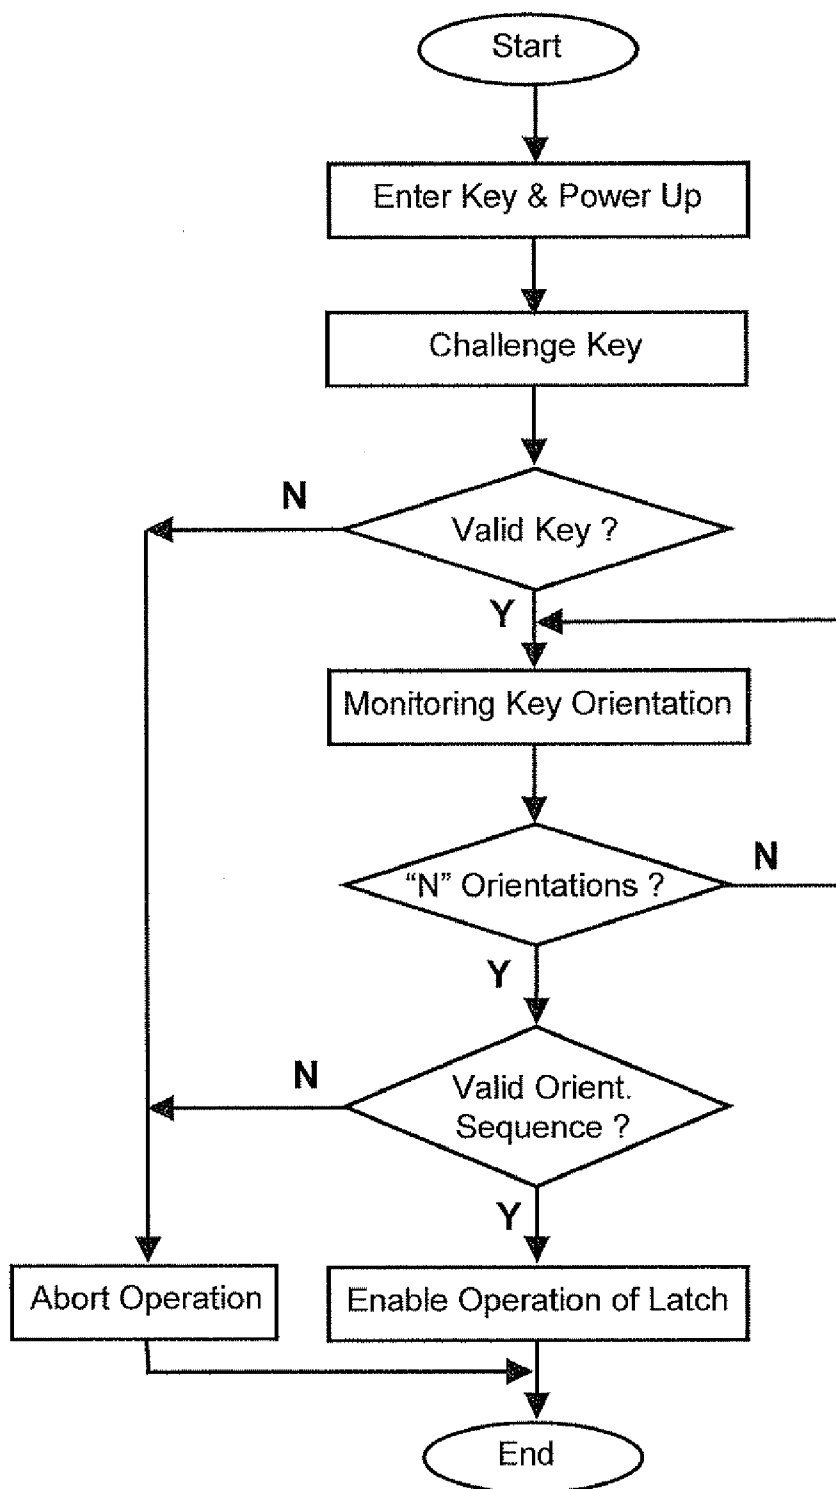 Start
Enter Key & Power Up
Challenge Key
N
Valid Key ?
Y
Monitoring Key Orientation
N
“N” Orientations ?
Y
N
Valid Orient.
Sequence ?
Y
Abort Operation
Enable Operation of Latch
End